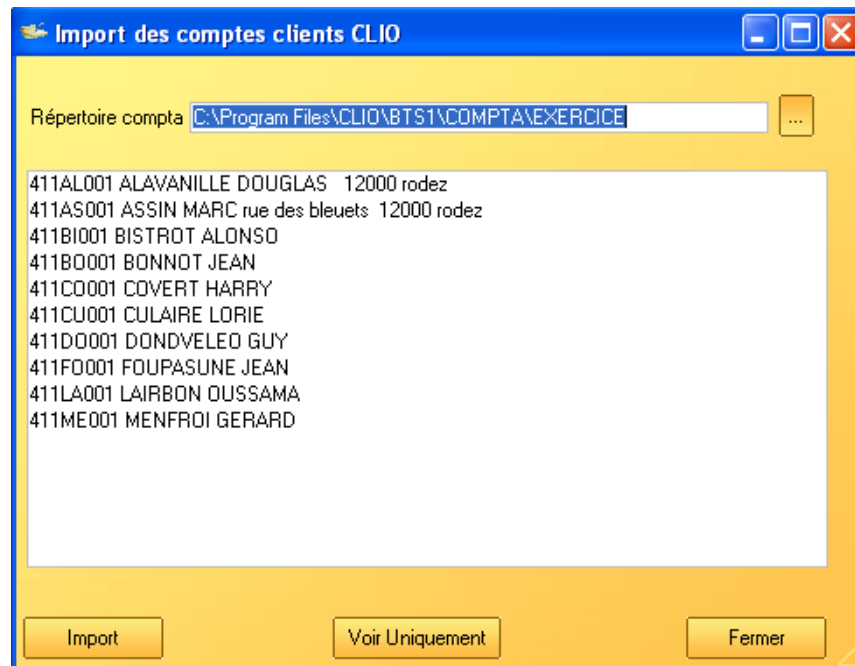 Import des comptes clients CLIO
Répertoire compta C:\Program Files\CLIO\BTS1\COMPTA\EXERCICE ...
411AL001 ALAVANILLE DOUGLAS 12000 rodez
411AS001 ASSIN MARC rue des bleuets 12000 rodez
411BI001 BISTROT ALONSO
411BO001 BONNOT JEAN
411CO001 COVERT HARRY
411CU001 CULAIRE LORIE
411DO001 DONDVELEO GUY
411FO001 FOUPASUNE JEAN
411LA001 LAIRBON OUSSAMA
411ME001 MENFROI GERARD
Import Voir Uniquement Fermer